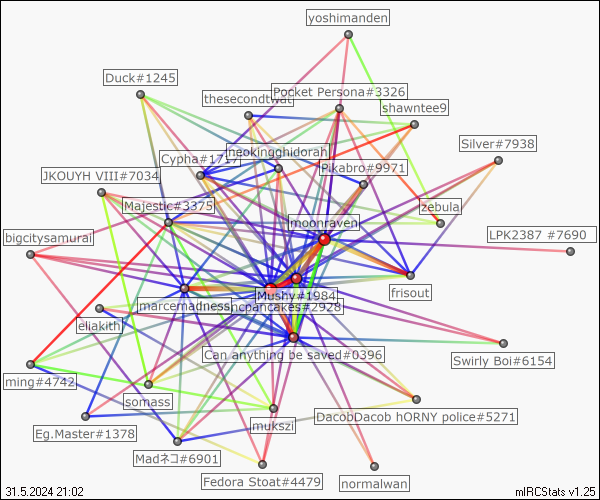 yoshimanden
Duck#1245
Pocket Persona#3326
thesecondtwat
shawntee9
Silver#7938
neokingghidorah
Cypha#1717
Pikabro#9971
JKOUYH VIII#7034
Majestic#3375
zebula
moonraven
LPK2387 #7690
bigcitysamurai
frisout
Mushy#1984
marcemadness
ncpancakes#2928
eliakith
Can anything be saved#0396
Swirly Boi#6154
ming#4742
somass
DacobDacob hORNY police#5271
mukszi
Eg.Master#1378
Madネコ#6901
Fedora Stoat#4479
normalwan
31.5.2024 21:02
mIRCStats v1.25